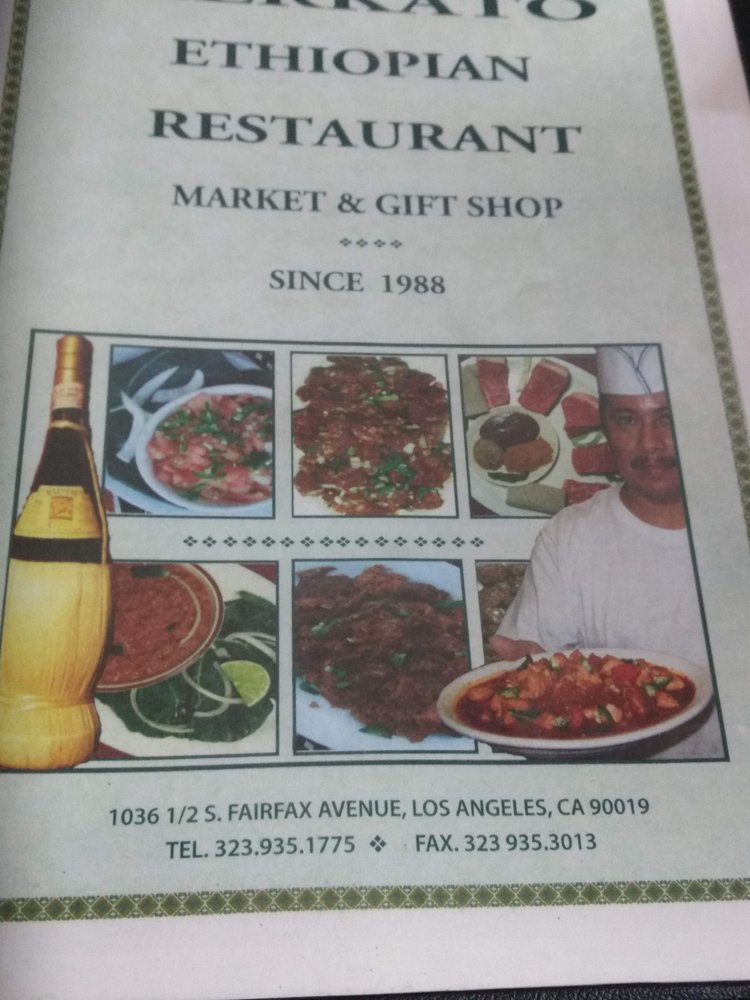 ETHIOPIAN
RESTAURANT
MARKET & GIFT SHOP
SINCE 1988
1036 1/2 S. FAIRFAX AVENUE, LOS ANGELES, CA 90019
TEL. 323.935.1775 ❖ FAX. 323 935.3013